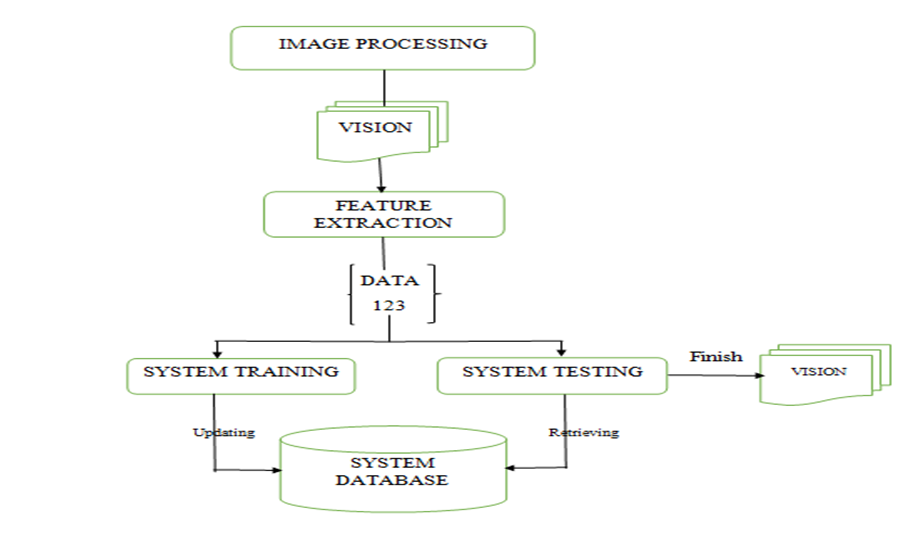 IMAGE PROCESSING
VISION
FEATURE
EXTRACTION
DATA
123
SYSTEM TRAINING
SYSTEM TESTING
Finish
VISION
Updating
Retrieving
SYSTEM
DATABASE